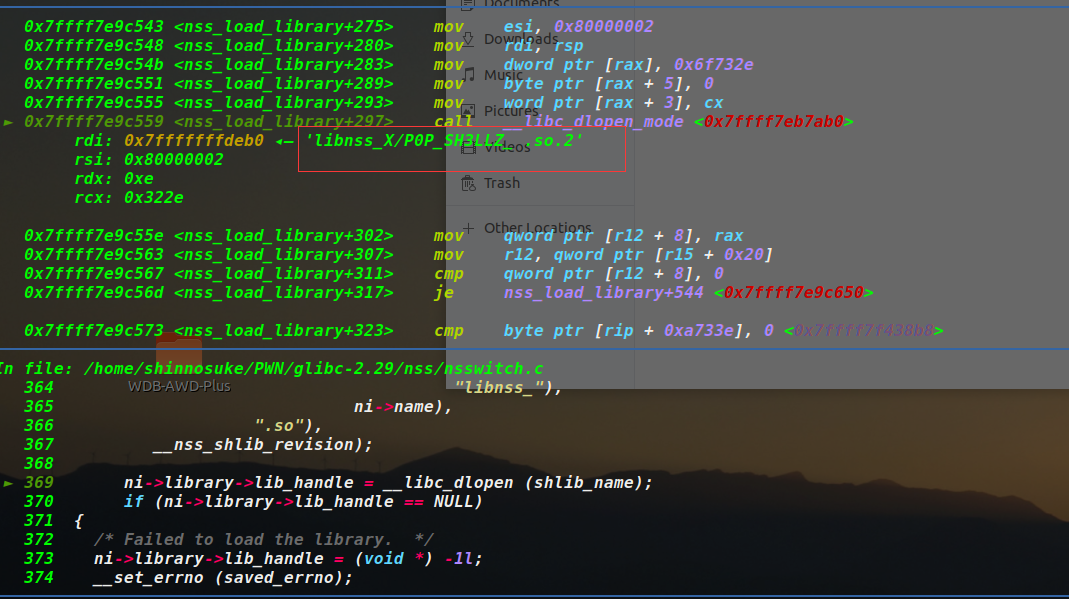 Documents
0x7ffff7e9c543 <nss_load_library+275> mov esi, 0x80000002
Downloads
0x7ffff7e9c548 <nss_load_library+280> mov rdi, rsp
0x7ffff7e9c54b <nss_load_library+283> mov dword ptr [rax], 0x6f732e
Music
0x7ffff7e9c551 <nss_load_library+289> mov byte ptr [rax + 5], 0
0x7ffff7e9c555 <nss_load_library+293> mov word ptr [rax + 3], cx
Pictures
► 0x7ffff7e9c559 <nss_load_library+297> call __libc_dlopen_mode <0x7ffff7eb7ab0>
rdi: 0x7fffffffdeb0 ◂— 'libnss_X/P0P_SH3LLZ_ .so.2'
Videos
rsi: 0x80000002
rdx: 0xe
Trash
rcx: 0x322e
Other Locations
0x7ffff7e9c55e <nss_load_library+302> mov qword ptr [r12 + 8], rax
0x7ffff7e9c563 <nss_load_library+307> mov r12, qword ptr [r15 + 0x20]
0x7ffff7e9c567 <nss_load_library+311> cmp qword ptr [r12 + 8], 0
0x7ffff7e9c56d <nss_load_library+317> je nss_load_library+544 <0x7ffff7e9c650>
0x7ffff7e9c573 <nss_load_library+323> cmp byte ptr [rip + 0xa733e], 0 <0x7ffff7f438b8>
In file: /home/shinnosuke/PWN/glibc-2.29/nss/nsswitch.c
WDB-AWD-Plus
364 "libnss_"),
365 ni->name),
366 ".so"),
367 __nss_shlib_revision);
368
► 369 ni->library->lib_handle = __libc_dlopen (shlib_name);
370 if (ni->library->lib_handle == NULL)
371 {
372 /* Failed to load the library. */
373 ni->library->lib_handle = (void *) -1l;
374 __set_errno (saved_errno);